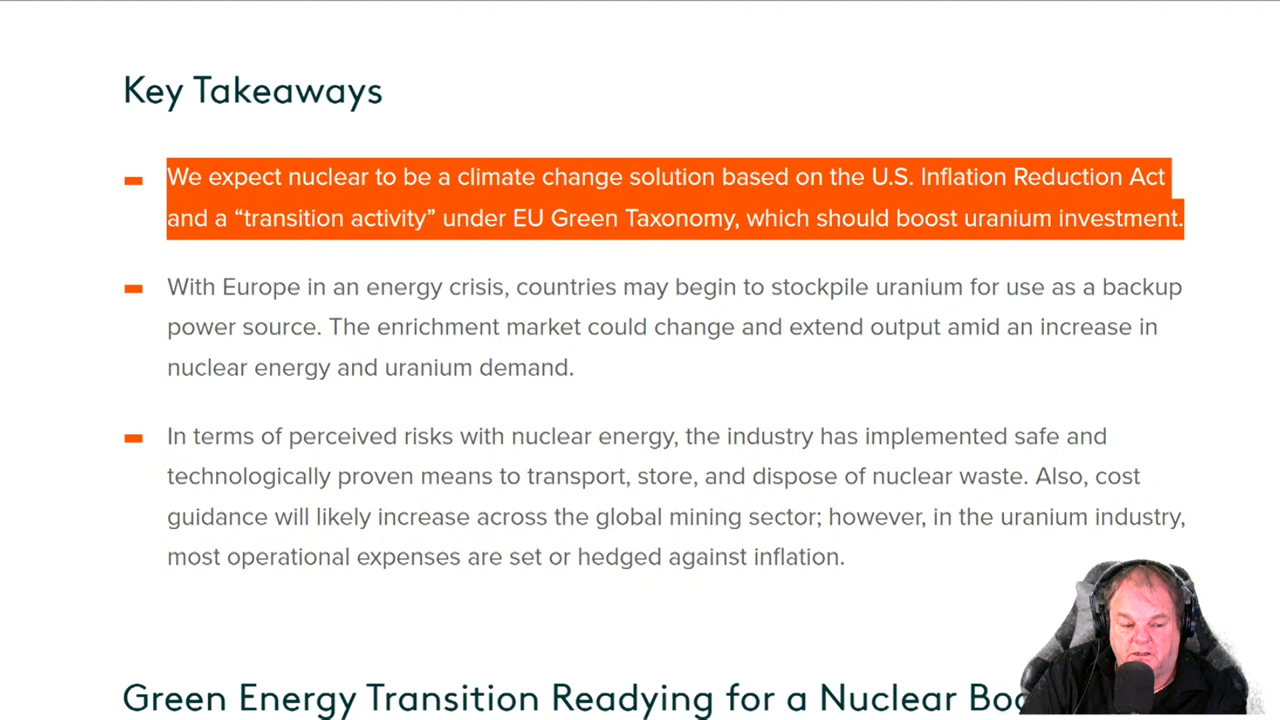 Key Takeaways
We expect nuclear to be a climate change solution based on the U.S. Inflation Reduction Act
and a “transition activity” under EU Green Taxonomy, which should boost uranium investment.
With Europe in an energy crisis, countries may begin to stockpile uranium for use as a backup
power source. The enrichment market could change and extend output amid an increase in
nuclear energy and uranium demand.
In terms of perceived risks with nuclear energy, the industry has implemented safe and
technologically proven means to transport, store, and dispose of nuclear waste. Also, cost
guidance will likely increase across the global mining sector; however, in the uranium industry,
most operational expenses are set or hedged against inflation.
Green Energy Transition Readying for a Nuclear